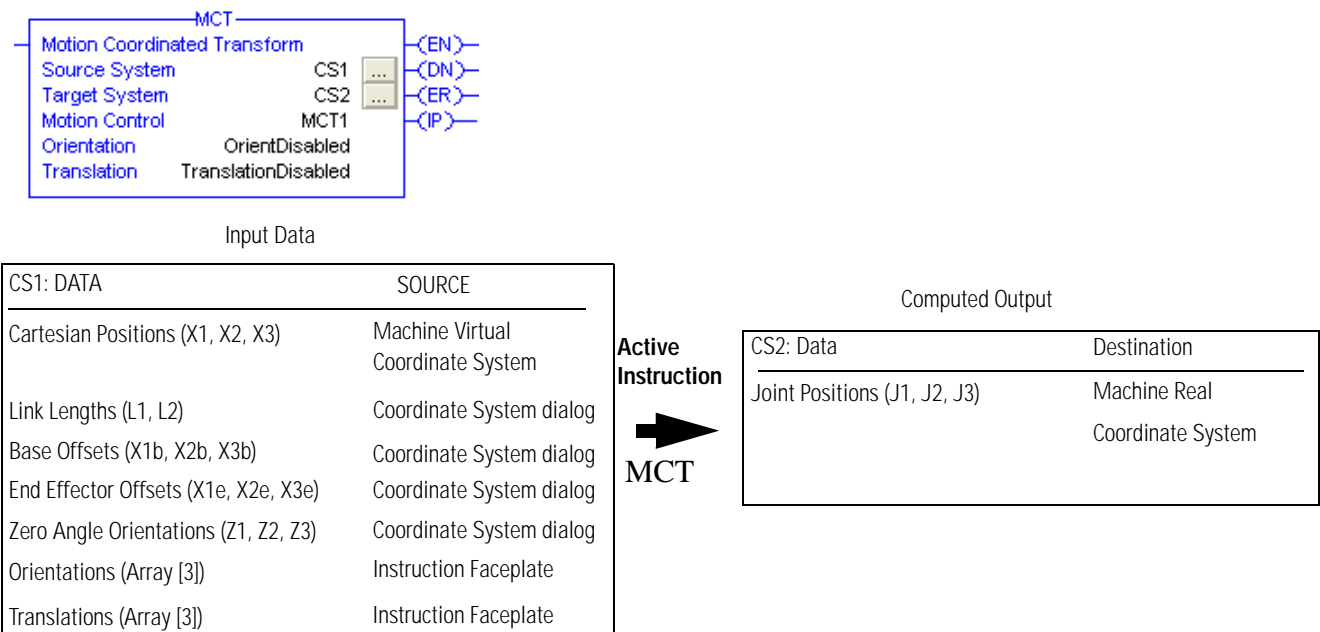 MCT
Motion Coordinated Transform (EN)
Source System CS1 ... (DN)
Target System CS2 ... (ER)
Motion Control MCT1 (IP)
Orientation OrientDisabled
Translation TranslationDisabled
Input Data
CS1: DATA SOURCE
Cartesian Positions (X1, X2, X3) Machine Virtual
Coordinate System
Link Lengths (L1, L2) Coordinate System dialog
Base Offsets (X1b, X2b, X3b) Coordinate System dialog
End Effector Offsets (X1e, X2e, X3e) Coordinate System dialog
Zero Angle Orientations (Z1, Z2, Z3) Coordinate System dialog
Orientations (Array [3]) Instruction Faceplate
Translations (Array [3]) Instruction Faceplate
Active
Instruction
MCT
Computed Output
CS2: Data Destination
Joint Positions (J1, J2, J3) Machine Real
Coordinate System